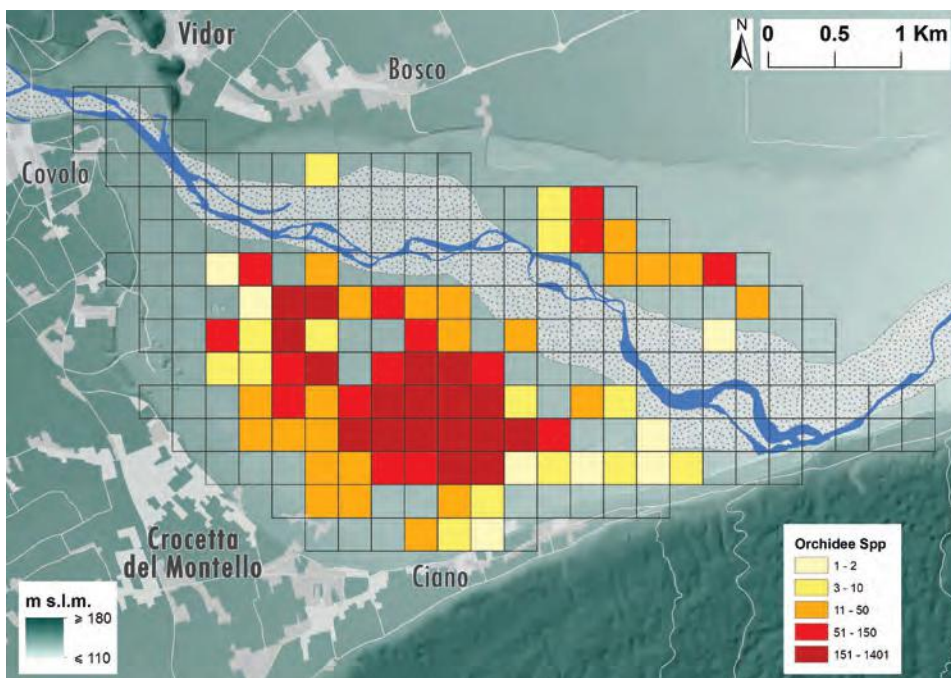 Vidor
Bosco
N
0 0.5 1 Km
Covolo
Crocetta
del Montello
Ciano
m s.l.m.
⩾ 180
⩽ 110
Orchidee Spp
1 - 2
3 - 10
11 - 50
51 - 150
151 - 1401